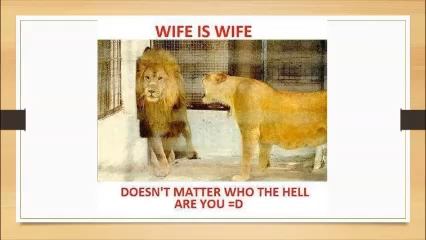 WIFE IS WIFE
DOESN'T MATTER WHO THE HELL
ARE YOU =D